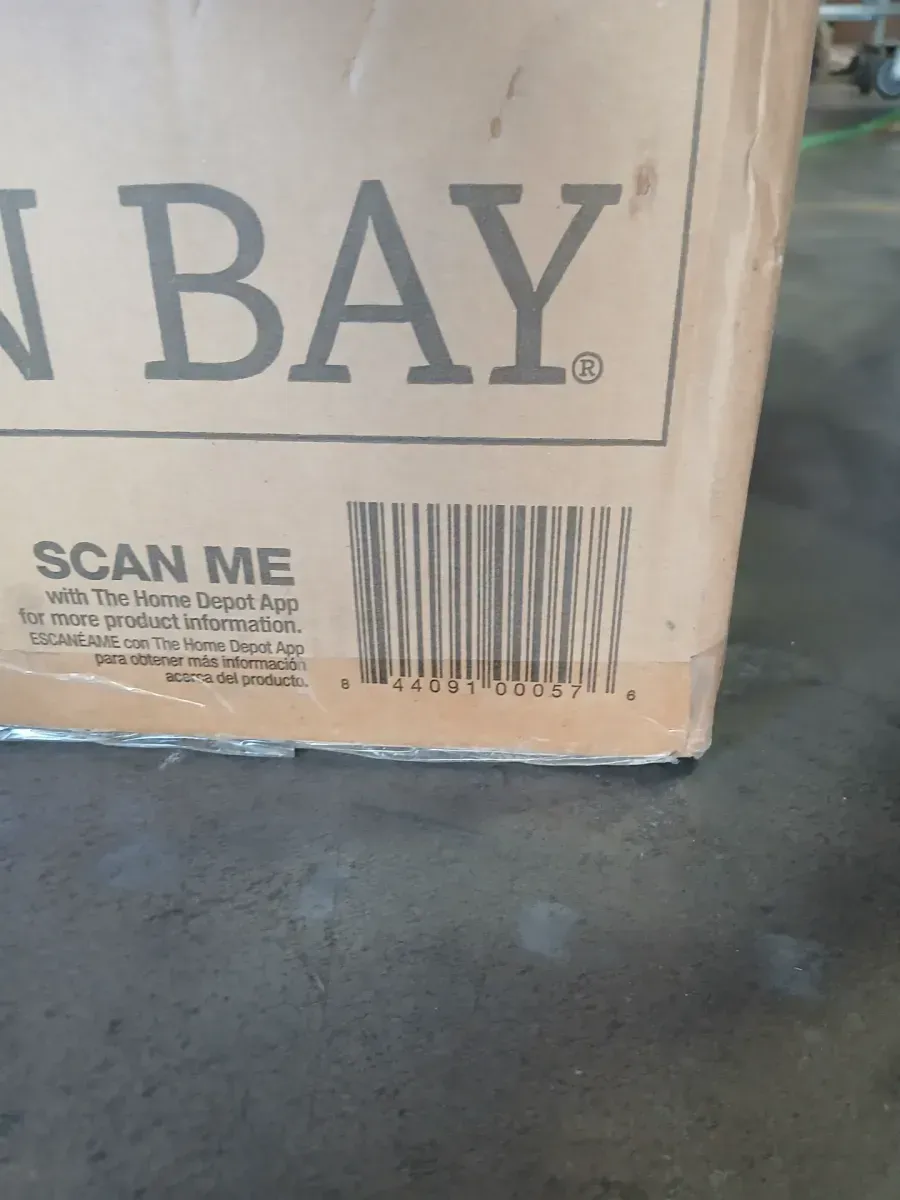 N BAY®
SCAN ME
with The Home Depot App
for more product information.
ESCANÉAME con The Home Depot App
para obtener más información
acerca del producto.
8 44091 00057 6